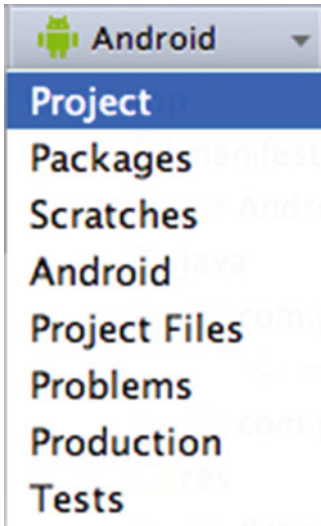 Android
Project
Packages
Scratches
Android
Project Files
Problems
Production
Tests